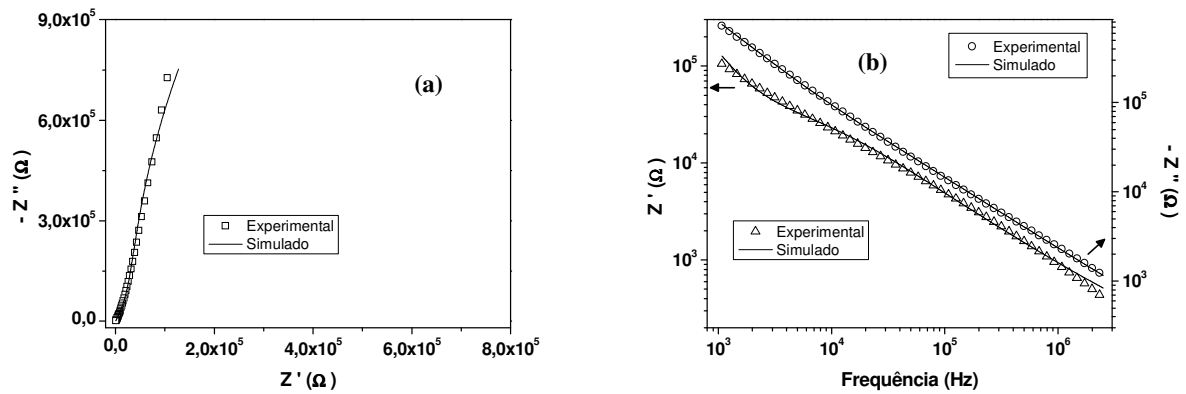 9,0x10⁵
6,0x10⁵
3,0x10⁵
0,0
- Z '' (Ω)
(a)
Experimental
Simulado
0,0
2,0x10⁵
4,0x10⁵
6,0x10⁵
8,0x10⁵
Z ' (Ω)
10⁵
10⁴
10³
Z ' (Ω)
(b)
Experimental
Simulado
Experimental
Simulado
10⁵
10⁴
10³
- Z '' (Ω)
10³
10⁴
10⁵
10⁶
Frequência (Hz)